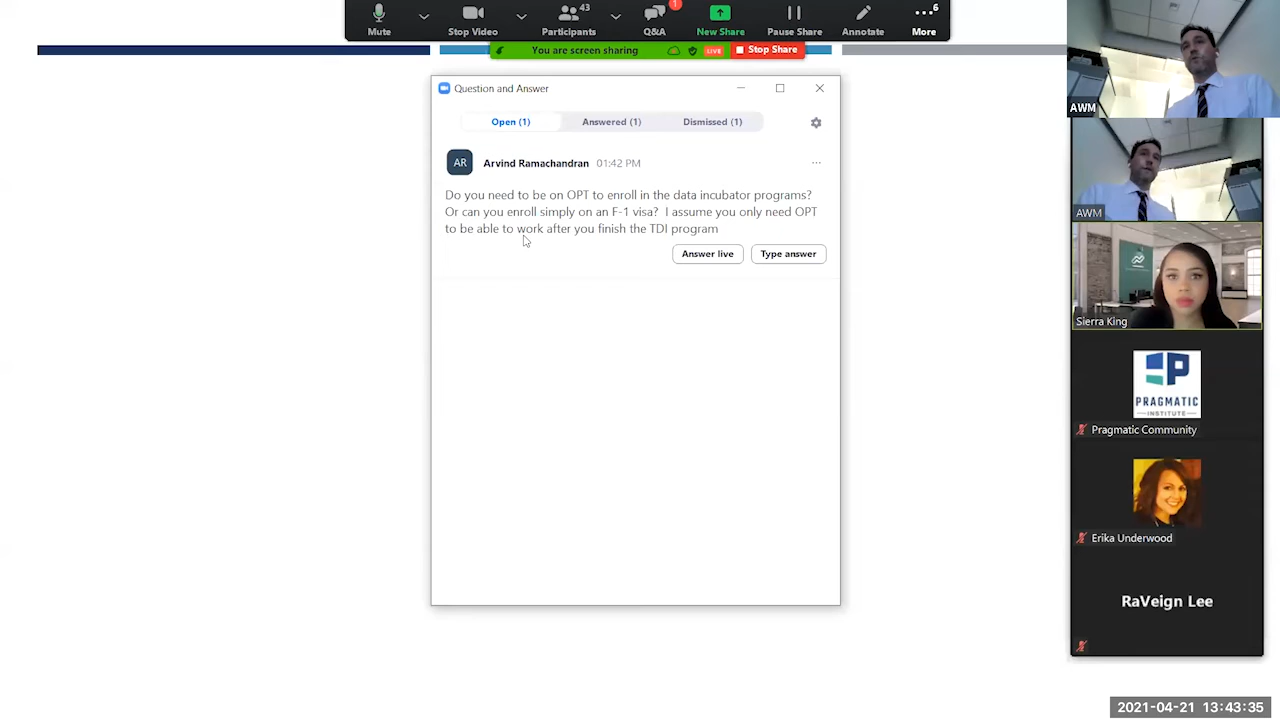 43
1
6
Mute
Stop Video
Participants
Q&A
New Share
Pause Share
Annotate
More
You are screen sharing
LIVE
Stop Share
Question and Answer
Open (1)
Answered (1)
Dismissed (1)
AR
Arvind Ramachandran 01:42 PM
Do you need to be on OPT to enroll in the data incubator programs?
Or can you enroll simply on an F-1 visa?  I assume you only need OPT
to be able to work after you finish the TDI program
Answer live
Type answer
AWM
AWM
Sierra King
PRAGMATIC
INSTITUTE
Pragmatic Community
Erika Underwood
RaVeign Lee
2021-04-21 13:43:35